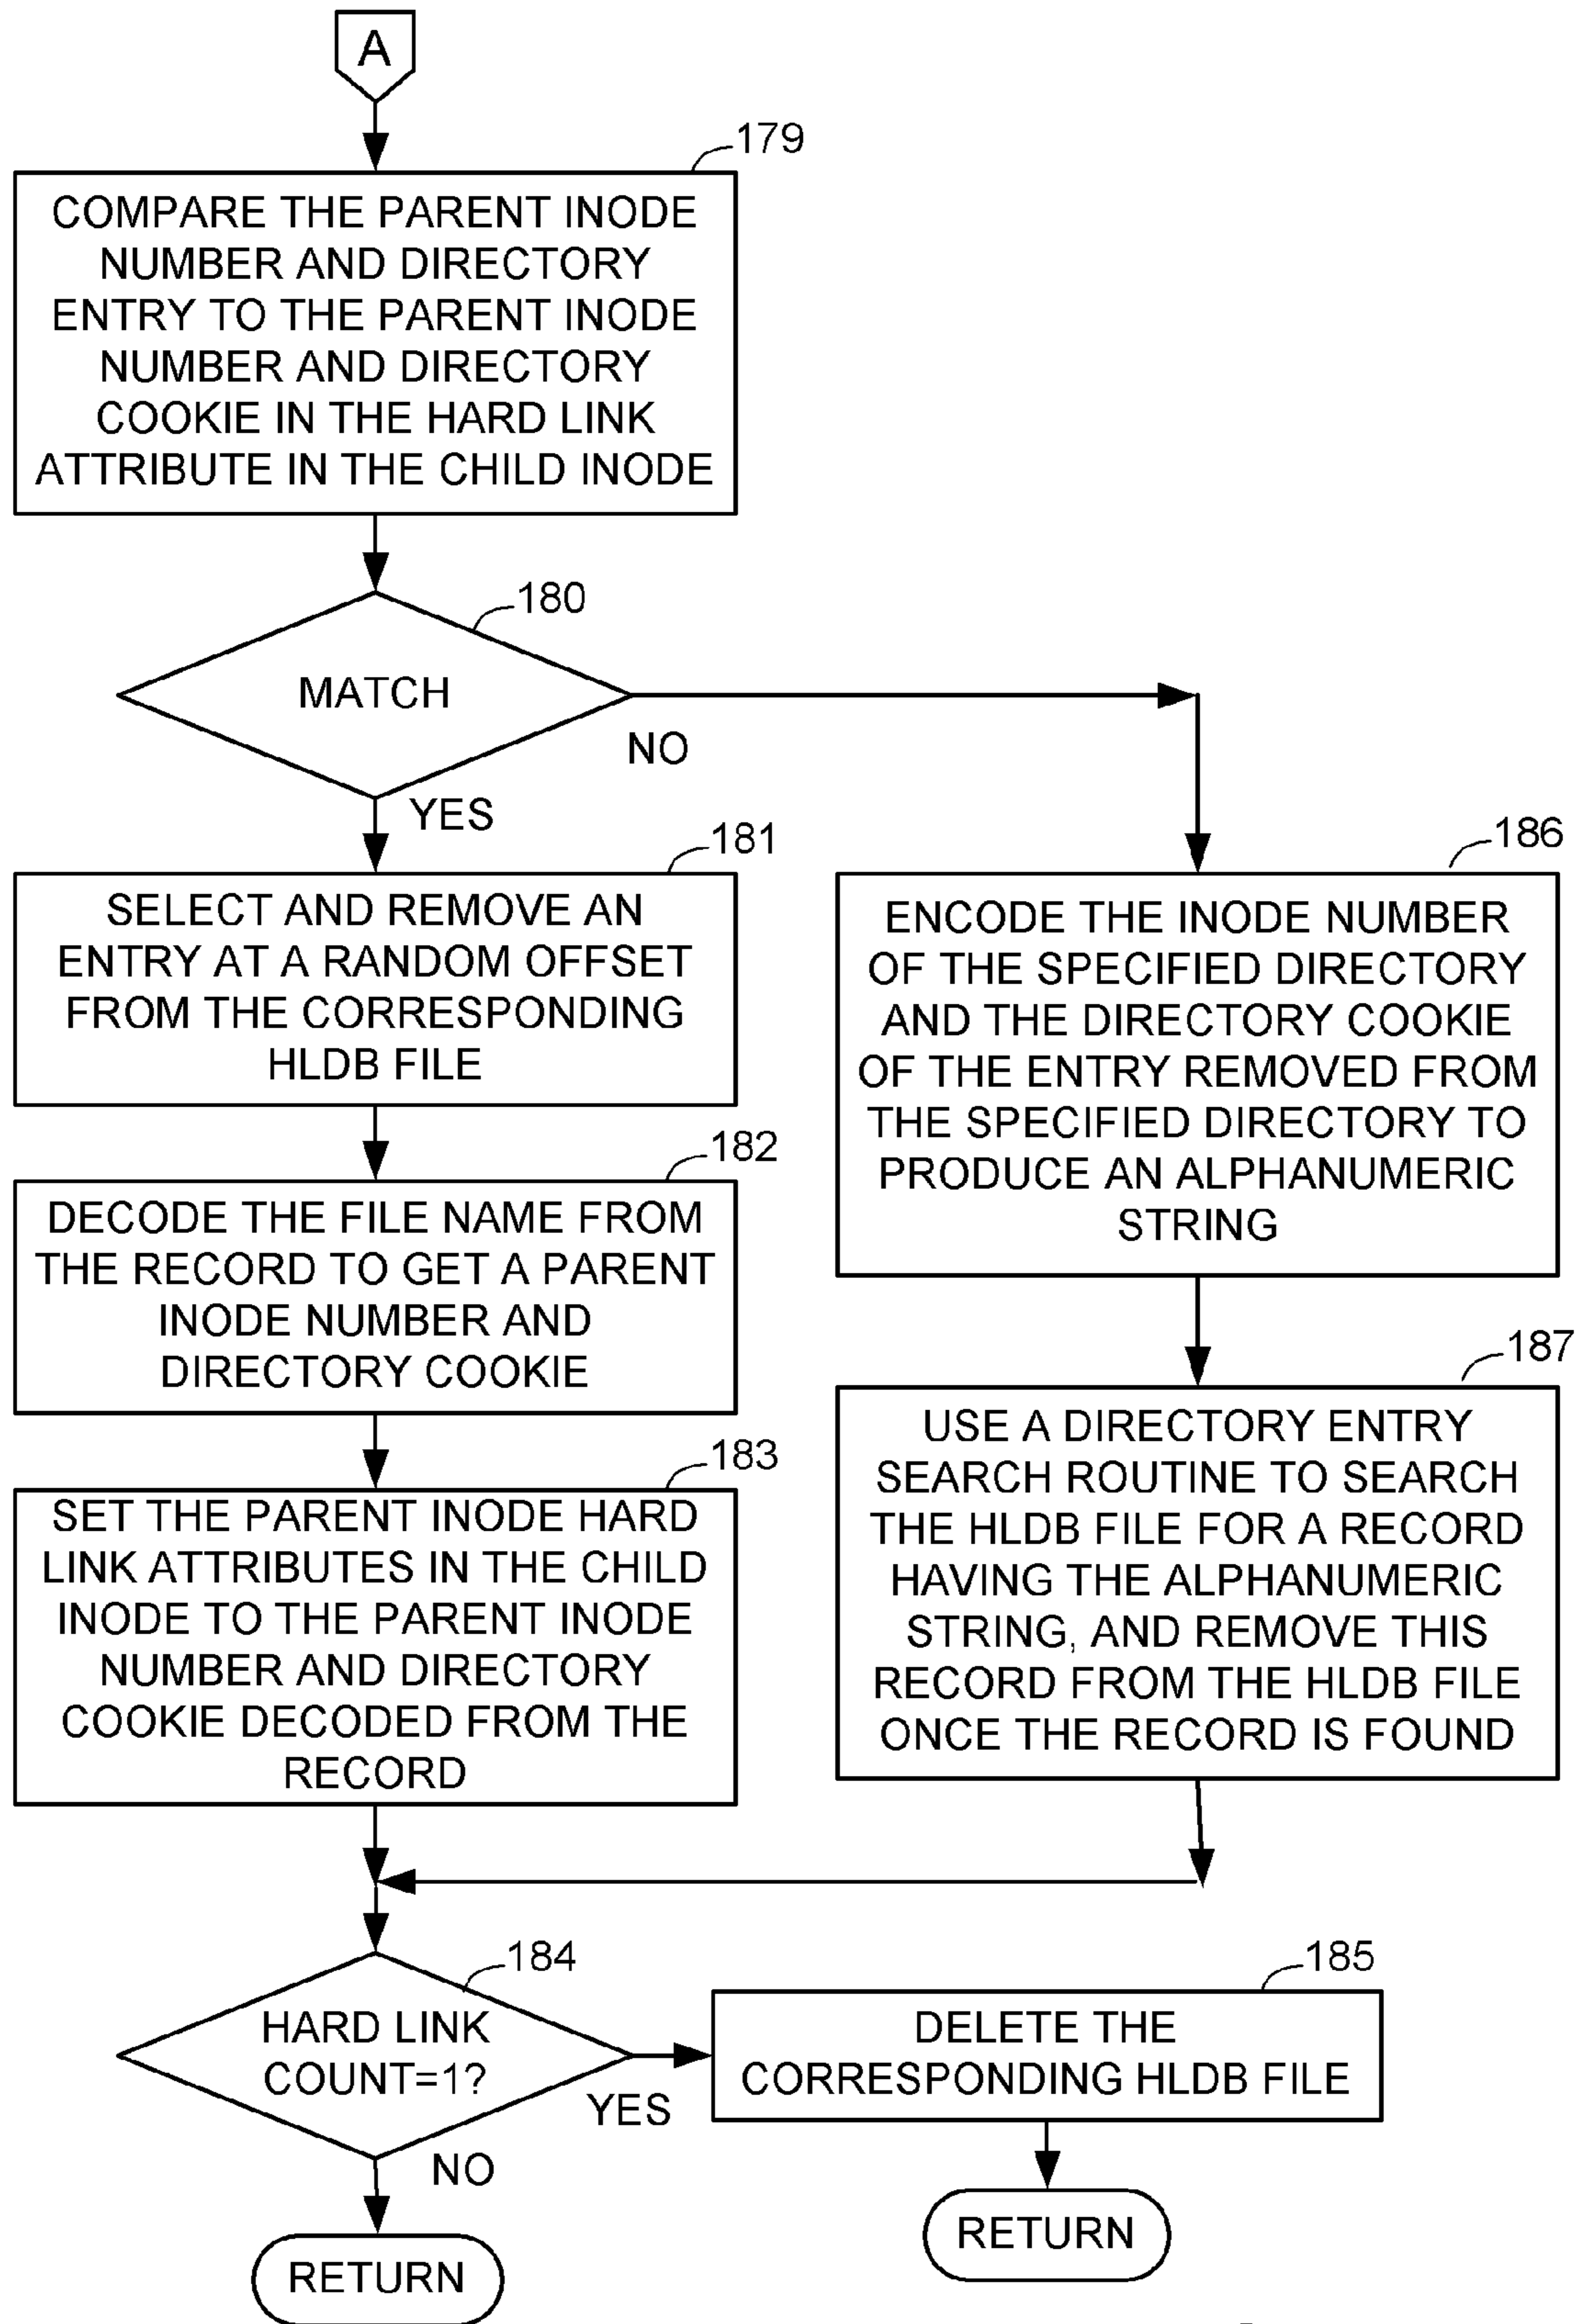 A
179
COMPARE THE PARENT INODE
NUMBER AND DIRECTORY
ENTRY TO THE PARENT INODE
NUMBER AND DIRECTORY
COOKIE IN THE HARD LINK
ATTRIBUTE IN THE CHILD INODE
180
MATCH
NO
YES
181
SELECT AND REMOVE AN
ENTRY AT A RANDOM OFFSET
FROM THE CORRESPONDING
HLDB FILE
182
DECODE THE FILE NAME FROM
THE RECORD TO GET A PARENT
INODE NUMBER AND
DIRECTORY COOKIE
183
SET THE PARENT INODE HARD
LINK ATTRIBUTES IN THE CHILD
INODE TO THE PARENT INODE
NUMBER AND DIRECTORY
COOKIE DECODED FROM THE
RECORD
186
ENCODE THE INODE NUMBER
OF THE SPECIFIED DIRECTORY
AND THE DIRECTORY COOKIE
OF THE ENTRY REMOVED FROM
THE SPECIFIED DIRECTORY TO
PRODUCE AN ALPHANUMERIC
STRING
187
USE A DIRECTORY ENTRY
SEARCH ROUTINE TO SEARCH
THE HLDB FILE FOR A RECORD
HAVING THE ALPHANUMERIC
STRING, AND REMOVE THIS
RECORD FROM THE HLDB FILE
ONCE THE RECORD IS FOUND
184
HARD LINK
COUNT=1?
YES
NO
185
DELETE THE
CORRESPONDING HLDB FILE
RETURN
RETURN